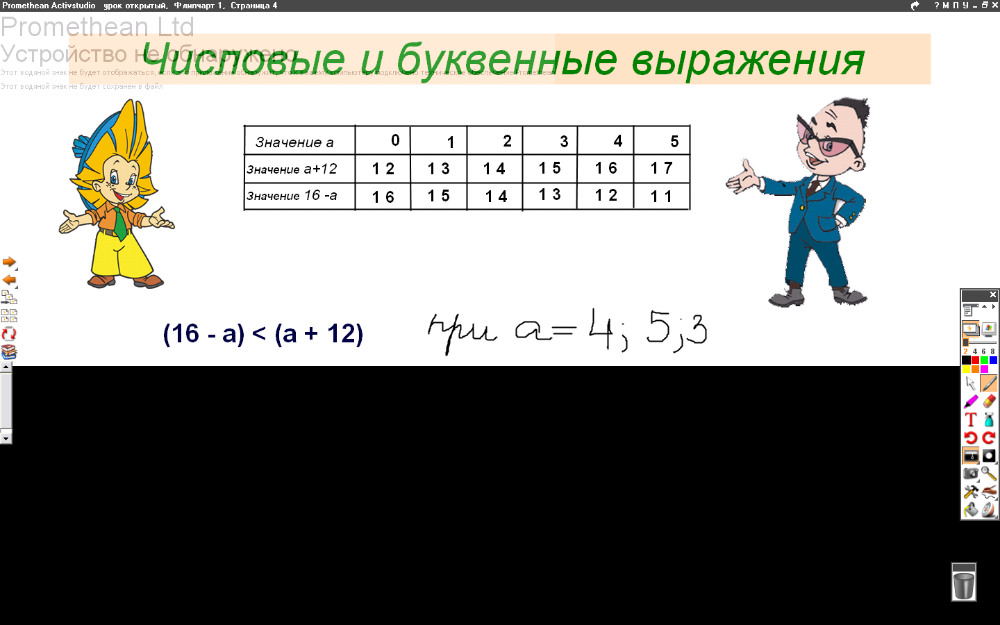 Promethean Activstudio урок открытый, Флипчарт 1, Страница 4 ? М П У
Promethean Ltd
Устройство не обнаружено
Числовые и буквенные выражения
Этот водяной знак не будет отображаться, если это приложение обнаружит, что к вашему компьютеру подключено техническое обеспечение Promethean
Этот водяной знак не будет сохранен в файл
Значение а 0 1 2 3 4 5
Значение а+12 12 13 14 15 16 17
Значение 16 -а 16 15 14 13 12 11
(16 - а) < (а + 12) при а = 4; 5; 3
2 4 6 8
T